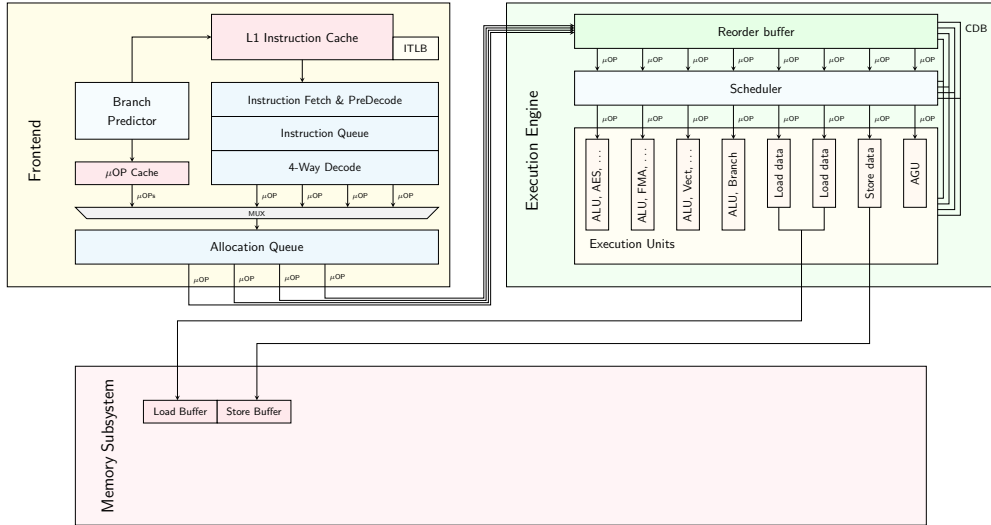 Frontend
L1 Instruction Cache
ITLB
Branch
Predictor
Instruction Fetch & PreDecode
Instruction Queue
4-Way Decode
μOP Cache
μOPs
μOP
μOP
μOP
μOP
MUX
Allocation Queue
μOP
μOP
μOP
μOP
Execution Engine
Reorder buffer
CDB
μOP
μOP
μOP
μOP
μOP
μOP
μOP
μOP
Scheduler
μOP
μOP
μOP
μOP
μOP
μOP
μOP
μOP
ALU, AES, . . .
ALU, FMA, . . .
ALU, Vect, . . .
ALU, Branch
Load data
Load data
Store data
AGU
Execution Units
Memory Subsystem
Load Buffer
Store Buffer